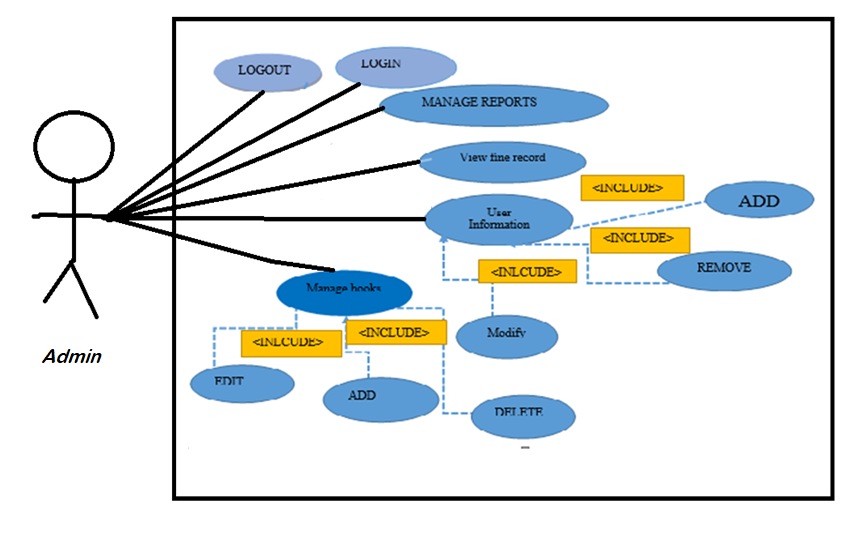 LOGOUT
LOGIN
MANAGE REPORTS
View fine record
<INCLUDE>
ADD
User
Information
<INCLUDE>
REMOVE
<INLCUDE>
Manage books
Modify
<INCLUDE>
<INLCUDE>
EDIT
ADD
DELETE
Admin